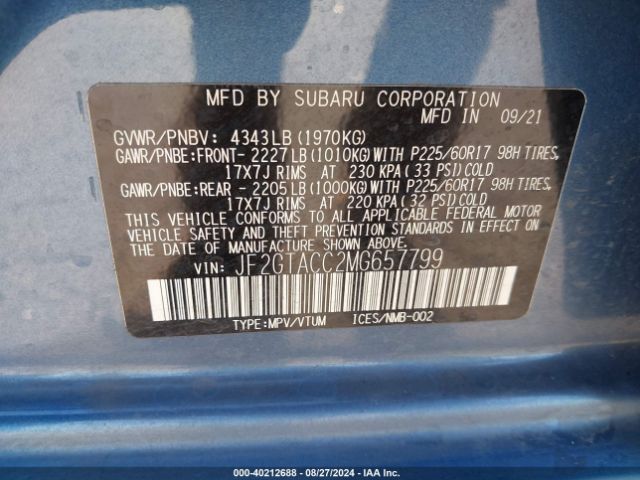 MFD BY SUBARU CORPORATION
MFD IN 09/21
GVWR/PNBV: 4343LB(1970KG)
GAWR/PNBE:FRONT- 2227LB(1010KG)WITH P225/60R17 98H TIRES,
17X7J RIMS AT 230 KPA(33 PSI)COLD
GAWR/PNBE:REAR - 2205LB(1000KG)WITH P225/60R17 98H TIRES,
17X7J RIMS AT 220 KPA(32 PSI)COLD
THIS VEHICLE CONFORMS TO ALL APPLICABLE FEDERAL MOTOR
VEHICLE SAFETY AND THEFT PREVENTION STANDARDS IN EFFECT ON
THE DATE OF MANUFACTURE SHOWN ABOVE.
VIN: JF2GTACC2MG657799
TYPE:MPV/VTUM ICES/NMB-002
000-40212688 - 08/27/2024 - IAA Inc.